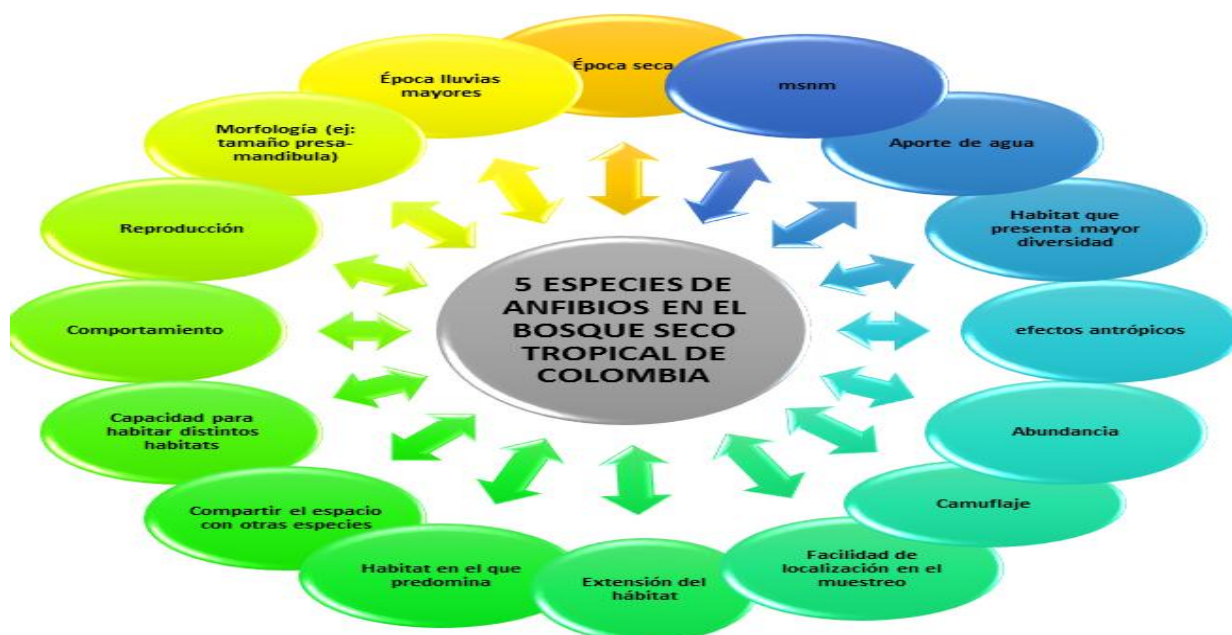 Época seca
msnm
Aporte de agua
Habitat que
presenta mayor
diversidad
efectos antrópicos
Abundancia
Camuflaje
Facilidad de
localización en el
muestreo
Extensión del
hábitat
Habitat en el que
predomina
Compartir el espacio
con otras especies
Capacidad para
habitar distintos
habitats
Comportamiento
Reproducción
Morfología (ej:
tamaño presa-
mandibula)
Época lluvias
mayores
5 ESPECIES DE
ANFIBIOS EN EL
BOSQUE SECO
TROPICAL DE
COLOMBIA